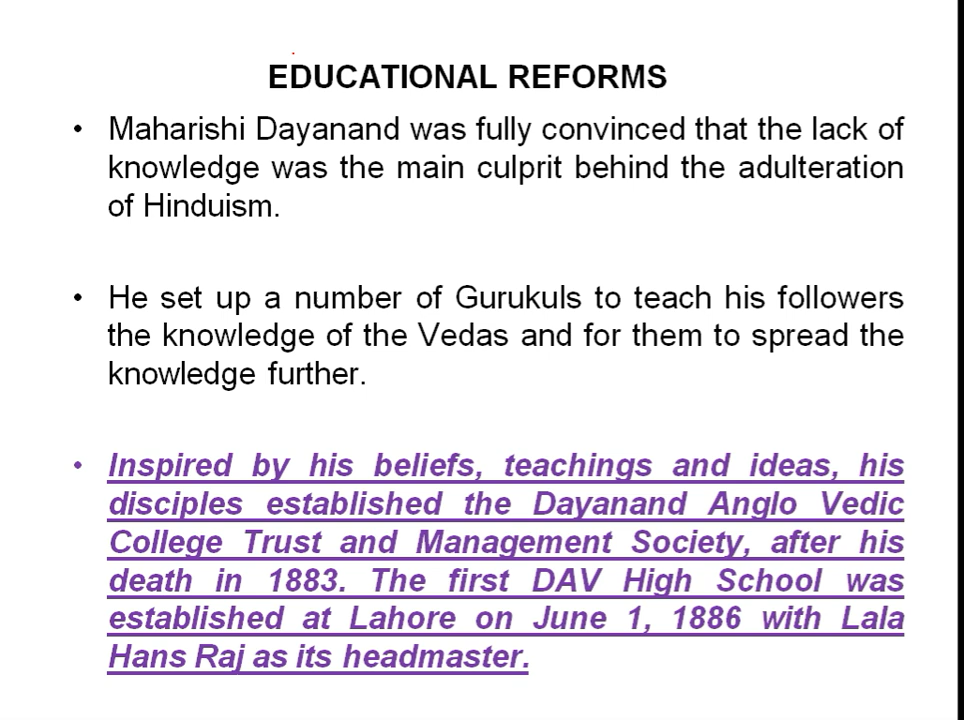 EDUCATIONAL REFORMS
• Maharishi Dayanand was fully convinced that the lack of
knowledge was the main culprit behind the adulteration
of Hinduism.
• He set up a number of Gurukuls to teach his followers
the knowledge of the Vedas and for them to spread the
knowledge further.
• Inspired by his beliefs, teachings and ideas, his
disciples established the Dayanand Anglo Vedic
College Trust and Management Society, after his
death in 1883. The first DAV High School was
established at Lahore on June 1, 1886 with Lala
Hans Raj as its headmaster.